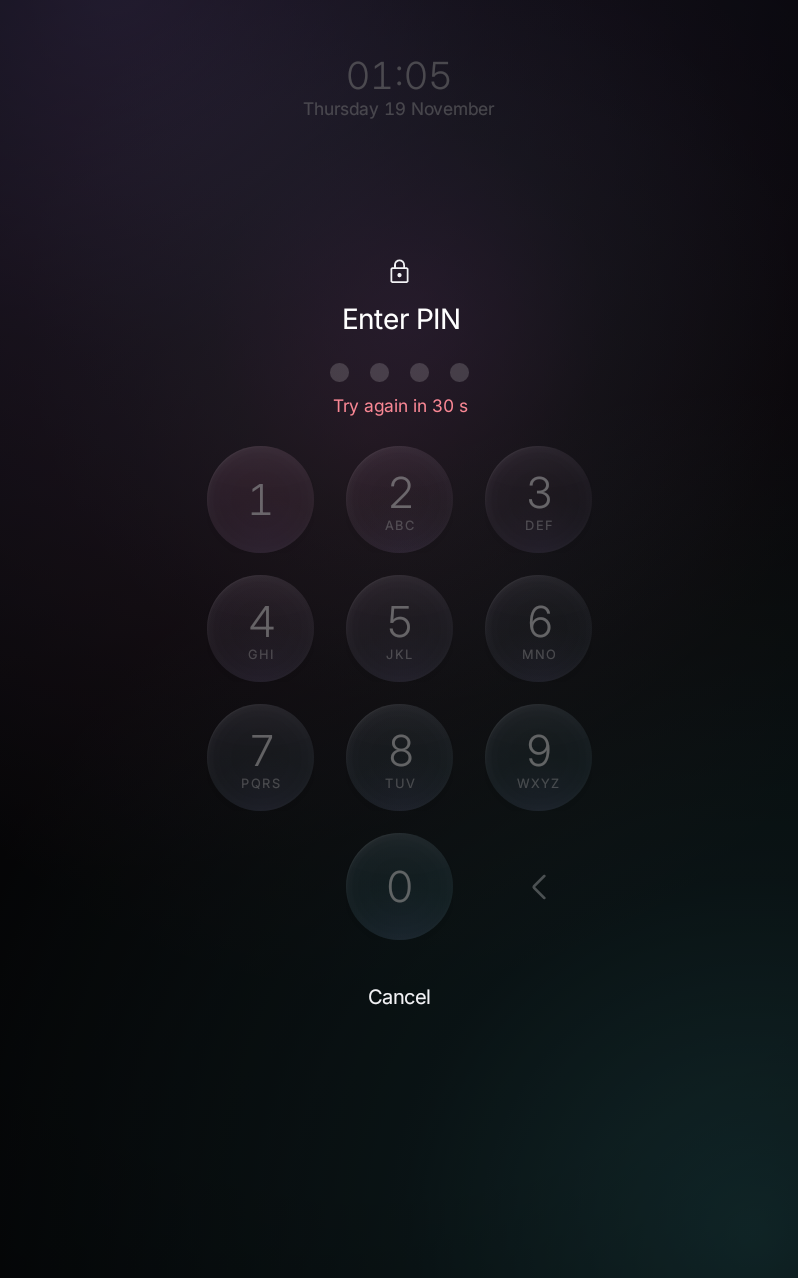 01:05
Thursday 19 November
Enter PIN
Try again in 30 s
1
2
3
ABC
DEF
4
5
6
GHI
JKL
MNO
7
8
9
PQRS
TUV
WXYZ
0
Cancel